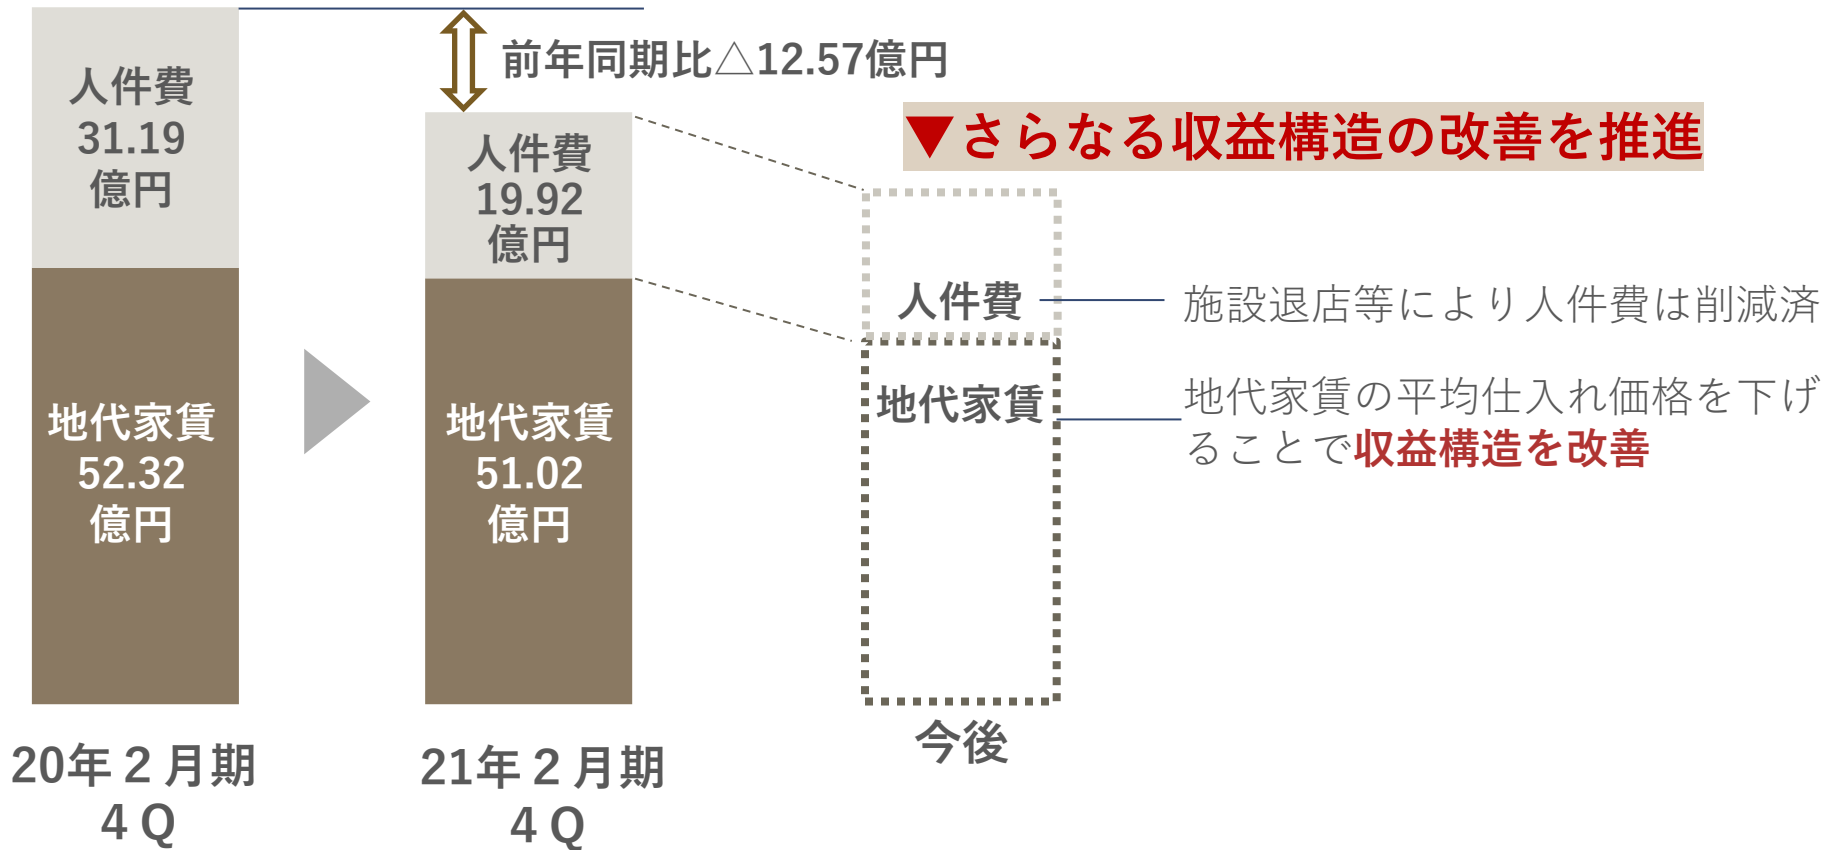 人件費
31.19
億円
地代家賃
52.32
億円
20年２月期
４Q
前年同期比△12.57億円
人件費
19.92
億円
地代家賃
51.02
億円
21年２月期
４Q
▼さらなる収益構造の改善を推進
人件費
地代家賃
今後
施設退店等により人件費は削減済
地代家賃の平均仕入れ価格を下げ
ることで収益構造を改善